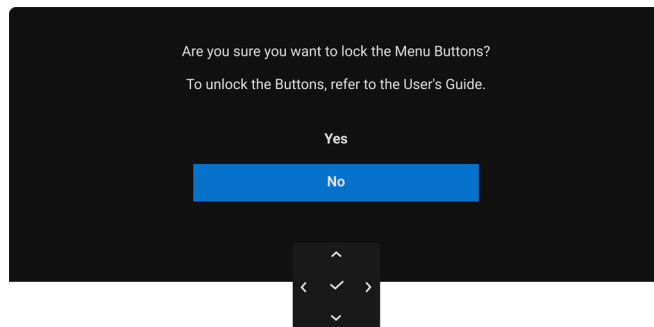 Are you sure you want to lock the Menu Buttons?
To unlock the Buttons, refer to the User's Guide.
Yes
No